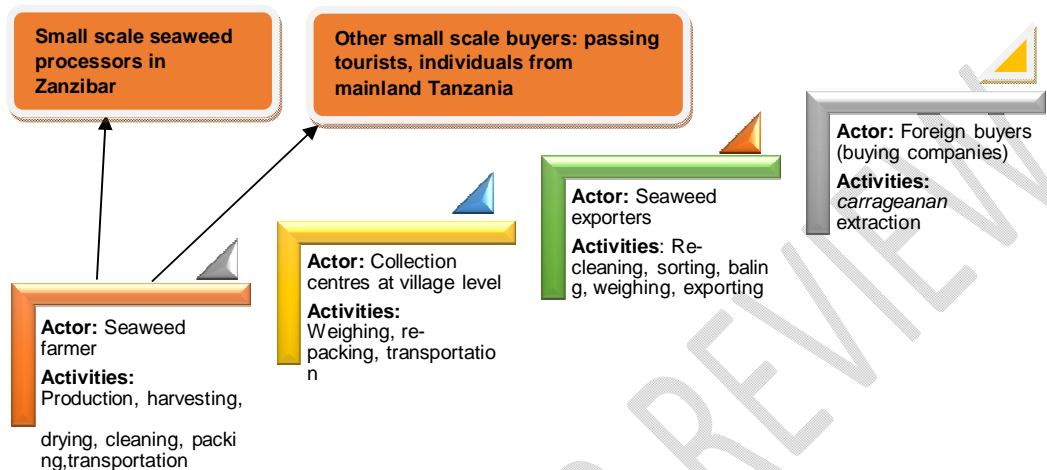 Small scale seaweed
processors in
Zanzibar
Other small scale buyers: passing
tourists, individuals from
mainland Tanzania
Actor: Seaweed
farmer
Activities:
Production, harvesting,
drying, cleaning, packi
ng,transportation
Actor: Collection
centres at village level
Activities:
Weighing, re-
packing, transportatio
n
Actor: Seaweed
exporters
Activities: Re-
cleaning, sorting, balin
g, weighing, exporting
Actor: Foreign buyers
(buying companies)
Activities:
carrageanan
extraction
REVIEW